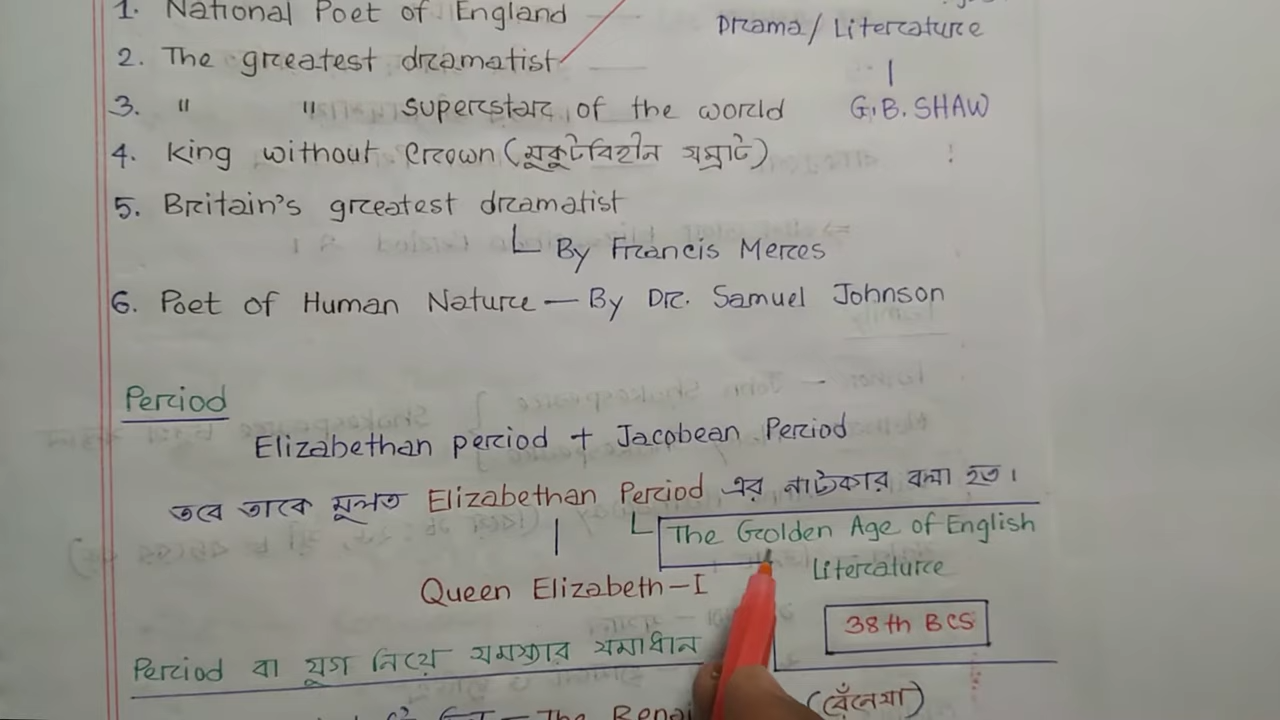 1. National Poet of England
Drama/Literature
2. The greatest dramatist
3. " " superstar of the world
G.B. SHAW
4. King without Crown (মুকুটবিহীন সম্রাট)
5. Britain's greatest dramatist
By Francis Meres
6. Poet of Human Nature — By Dr. Samuel Johnson
Period
Elizabethan period + Jacobean Period
তবে তাকে মূলত Elizabethan Period এর নাট্যকার বলা হত।
The Golden Age of English
Literature
Queen Elizabeth-I
38th BCS
Period বা যুগ নিয়ে সমস্যার সমাধান
(রেঁনেসা)
The Renai